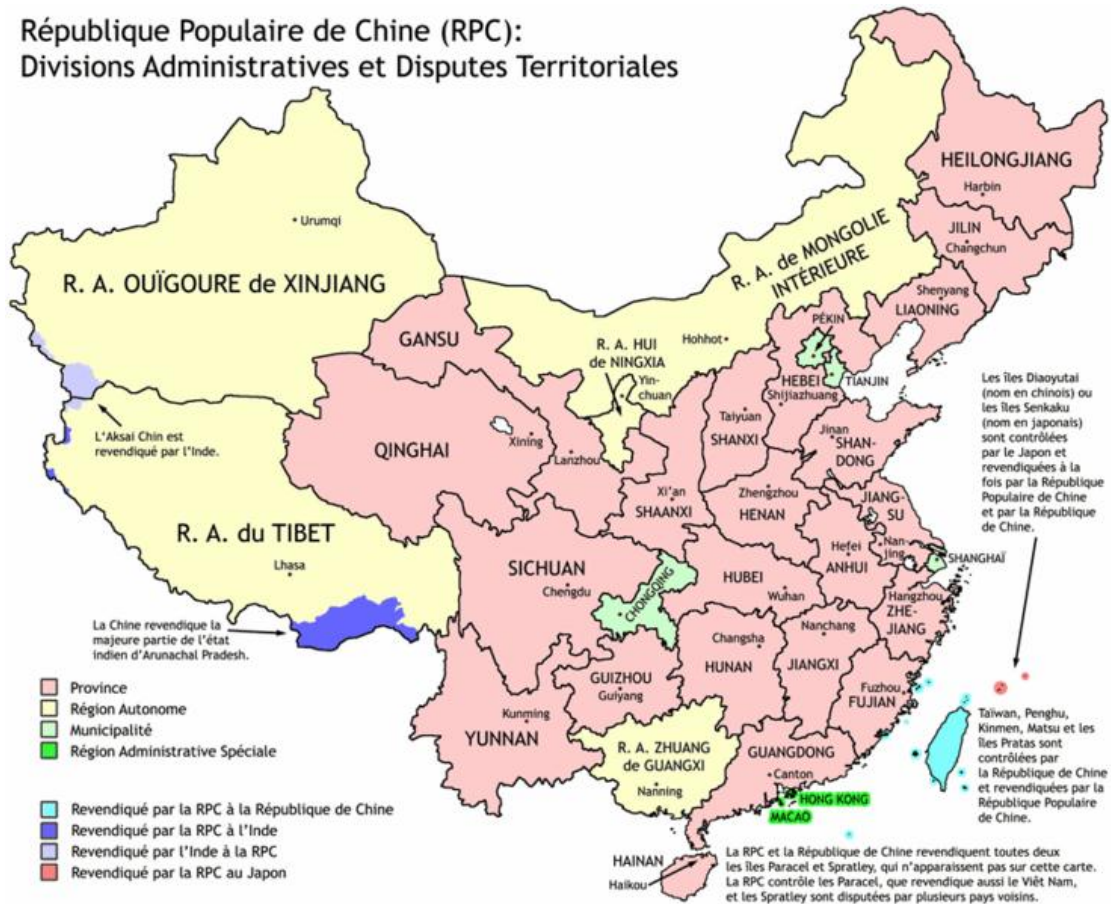 République Populaire de Chine (RPC):
Divisions Administratives et Disputes Territoriales
HEILONGJIANG
Harbin
JILIN
Changchun
Urumqi
R. A. de MONGOLIE
INTÉRIEURE
R. A. OUÏGOURE de XINJIANG
Shenyang
LIAONING
PÉKIN
GANSU
Hohhot
R. A. HUI
de NINGXIA
Yin-
chuan
HEBEI
TIANJIN
Shijiazhuang
Taiyuan
SHANXI
Jinan
SHAN-
DONG
Les îles Diaoyutai
(nom en chinois) ou
les îles Senkaku
(nom en japonais)
sont contrôlées
par le Japon et
revendiquées à la
fois par la République
Populaire de Chine
et par la République
de Chine.
L'Aksai Chin est
revendiqué par l'Inde.
QINGHAI
Xining
Lanzhou
Xi'an
SHAANXI
Zhengzhou
HENAN
JIANG-
SU
Nan-
jing
SHANGHAÏ
R. A. du TIBET
Lhasa
SICHUAN
Chengdu
CHONGQING
HUBEI
Wuhan
Hefei
ANHUI
Hangzhou
ZHE-
JIANG
La Chine revendique la
majeure partie de l'état
indien d'Arunachal Pradesh.
Changsha
HUNAN
Nanchang
JIANGXI
GUIZHOU
Guiyang
Fuzhou
FUJIAN
Kunming
YUNNAN
R. A. ZHUANG
de GUANGXI
Nanning
GUANGDONG
Canton
HONG KONG
MACAO
Taïwan, Penghu,
Kinmen, Matsu et les
îles Pratas sont
contrôlées par
la République de Chine
et revendiquées par la
République Populaire
de Chine.
HAINAN
Haikou
Province
Région Autonome
Municipalité
Région Administrative Spéciale
Revendiqué par la RPC à la République de Chine
Revendiqué par la RPC à l'Inde
Revendiqué par l'Inde à la RPC
Revendiqué par la RPC au Japon
La RPC et la République de Chine revendiquent toutes deux
les îles Paracel et Spratley, qui n'apparaissent pas sur cette carte.
La RPC contrôle les Paracel, que revendique aussi le Viêt Nam,
et les Spratley sont disputées par plusieurs pays voisins.